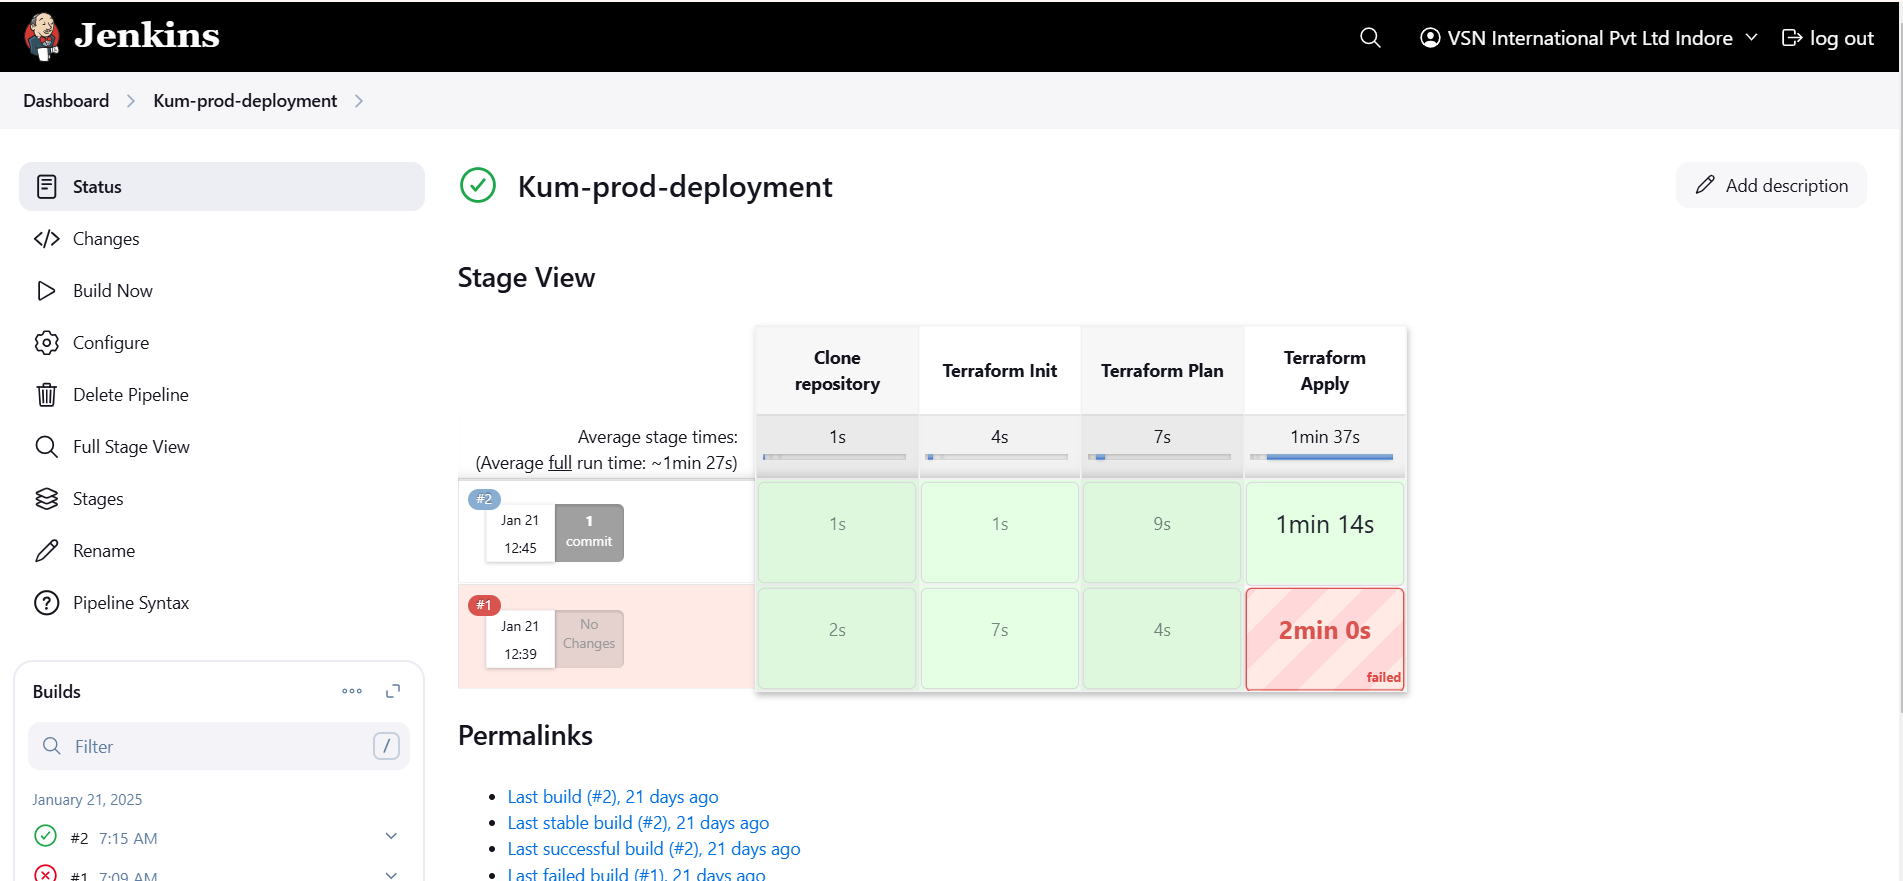 Jenkins
VSN International Pvt Ltd Indore
log out
Dashboard
Kum-prod-deployment
Status
Changes
Build Now
Configure
Delete Pipeline
Full Stage View
Stages
Rename
Pipeline Syntax
Builds
Filter
/
January 21, 2025
#2 7:15 AM
#1 7:09 AM
Kum-prod-deployment
Add description
Stage View
Clone
repository
Terraform Init
Terraform Plan
Terraform
Apply
Average stage times:
(Average full run time: ~1min 27s)
1s
4s
7s
1min 37s
#2
Jan 21
12:45
1
commit
1s
1s
9s
1min 14s
#1
Jan 21
12:39
No
Changes
2s
7s
4s
2min 0s
failed
Permalinks
Last build (#2), 21 days ago
Last stable build (#2), 21 days ago
Last successful build (#2), 21 days ago
Last failed build (#1), 21 days ago